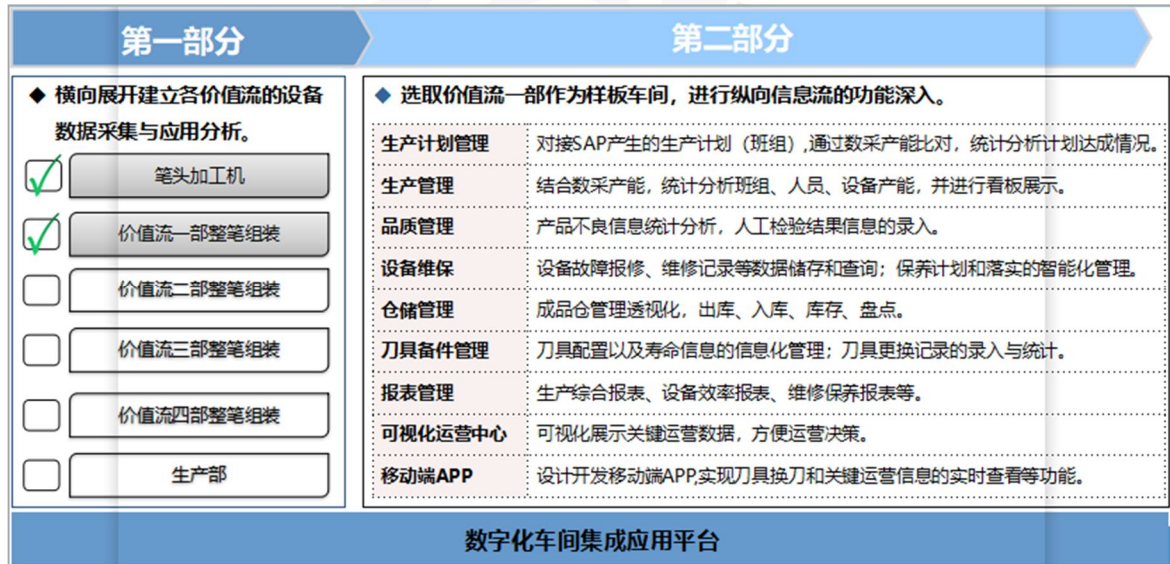 第一部分
第二部分
◆ 横向展开建立各价值流的设备
数据采集与应用分析。
笔头加工机
价值流一部整笔组装
价值流二部整笔组装
价值流三部整笔组装
价值流四部整笔组装
生产部
◆ 选取价值流一部作为样板车间，进行纵向信息流的功能深入。
生产计划管理 对接SAP产生的生产计划（班组）,通过数采产能比对，统计分析计划达成情况。
生产管理 结合数采产能，统计分析班组、人员、设备产能，并进行看板展示。
品质管理 产品不良信息统计分析，人工检验结果信息的录入。
设备维保 设备故障报修、维修记录等数据储存和查询；保养计划和落实的智能化管理。
仓储管理 成品仓管理透视化，出库、入库、库存、盘点。
刀具备件管理 刀具配置以及寿命信息的信息化管理；刀具更换记录的录入与统计。
报表管理 生产综合报表、设备效率报表、维修保养报表等。
可视化运营中心 可视化展示关键运营数据，方便运营决策。
移动端APP 设计开发移动端APP,实现刀具换刀和关键运营信息的实时查看等功能。
数字化车间集成应用平台